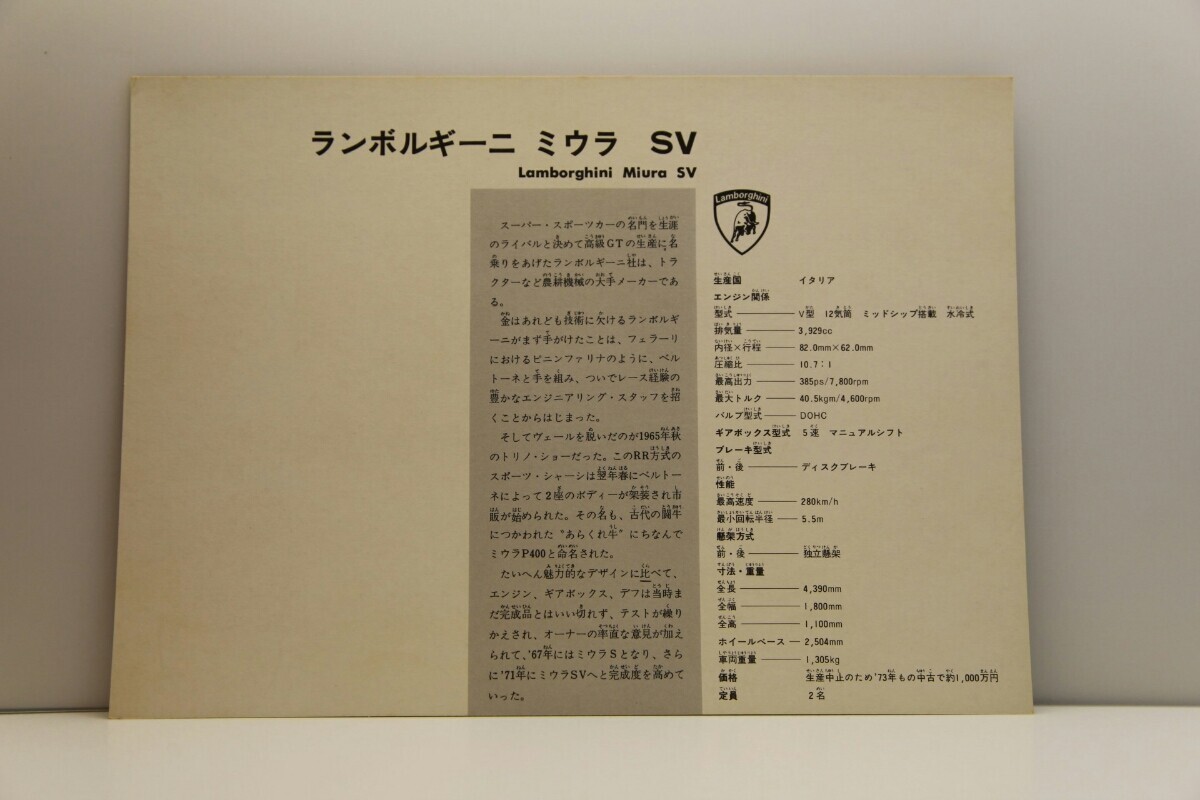 ランボルギーニ ミウラ SV
Lamborghini Miura SV
スーパー・スポーツカーの名門を生涯
のライバルと決めて高級GTの生産に名
乗りをあげたランボルギーニ社は、トラ
クターなど農耕機械の大手メーカーであ
る。
金はあれども技術に欠けるランボルギ
ーニがまず手がけたことは、フェラーリ
におけるピニンファリナのように、ベル
トーネと手を組み、ついでレース経験の
豊かなエンジニアリング・スタッフを招
くことからはじまった。
そしてヴェールを脱いだのが1965年秋
のトリノ・ショーだった。このRR方式の
スポーツ・シャーシは翌年春にベルトー
ネによって2座のボディーが架装され市
販が始められた。その名も、古代の闘牛
につかわれた〝あらくれ牛〟にちなんで
ミウラP400と命名された。
たいへん魅力的なデザインに比べて、
エンジン、ギアボックス、デフは当時ま
だ完成品とはいい切れず、テストが繰り
かえされ、オーナーの率直な意見が加え
られて、'67年にはミウラSとなり、さら
に'71年にミウラSVへと完成度を高めて
いった。
Lamborghini
生産国 イタリア
エンジン関係
型式 V型 12気筒 ミッドシップ搭載 水冷式
排気量 3,929cc
内径×行程 82.0mm×62.0mm
圧縮比 10.7:1
最高出力 385ps/7,800rpm
最大トルク 40.5kgm/4,600rpm
バルブ型式 DOHC
ギアボックス型式 5速 マニュアルシフト
ブレーキ型式
前・後 ディスクブレーキ
性能
最高速度 280km/h
最小回転半径 5.5m
懸架方式
前・後 独立懸架
寸法・重量
全長 4,390mm
全幅 1,800mm
全高 1,100mm
ホイールベース 2,504mm
車両重量 1,305kg
価格 生産中止のため'73年もの中古で約1,000万円
定員 2名